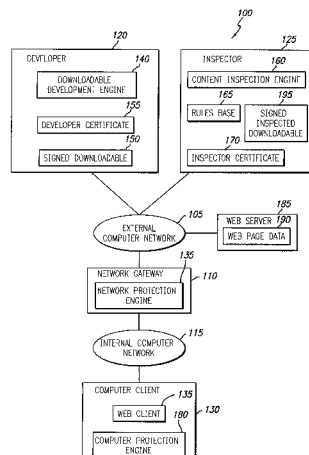 100
120
DEVELOPER
140
DOWNLOADABLE
DEVELOPMENT ENGINE
155
DEVELOPER CERTIFICATE
150
SIGNED DOWNLOADABLE
125
INSPECTOR
160
CONTENT INSPECTION ENGINE
165
RULES BASE
195
SIGNED
INSPECTED
DOWNLOADABLE
170
INSPECTOR CERTIFICATE
105
EXTERNAL
COMPUTER NETWORK
185
WEB SERVER
190
WEB PAGE DATA
NETWORK GATEWAY
135
NETWORK PROTECTION
ENGINE
110
INTERNAL COMPUTER
NETWORK
115
COMPUTER CLIENT
135
WEB CLIENT
130
180
COMPUTER PROTECTION
ENGINE